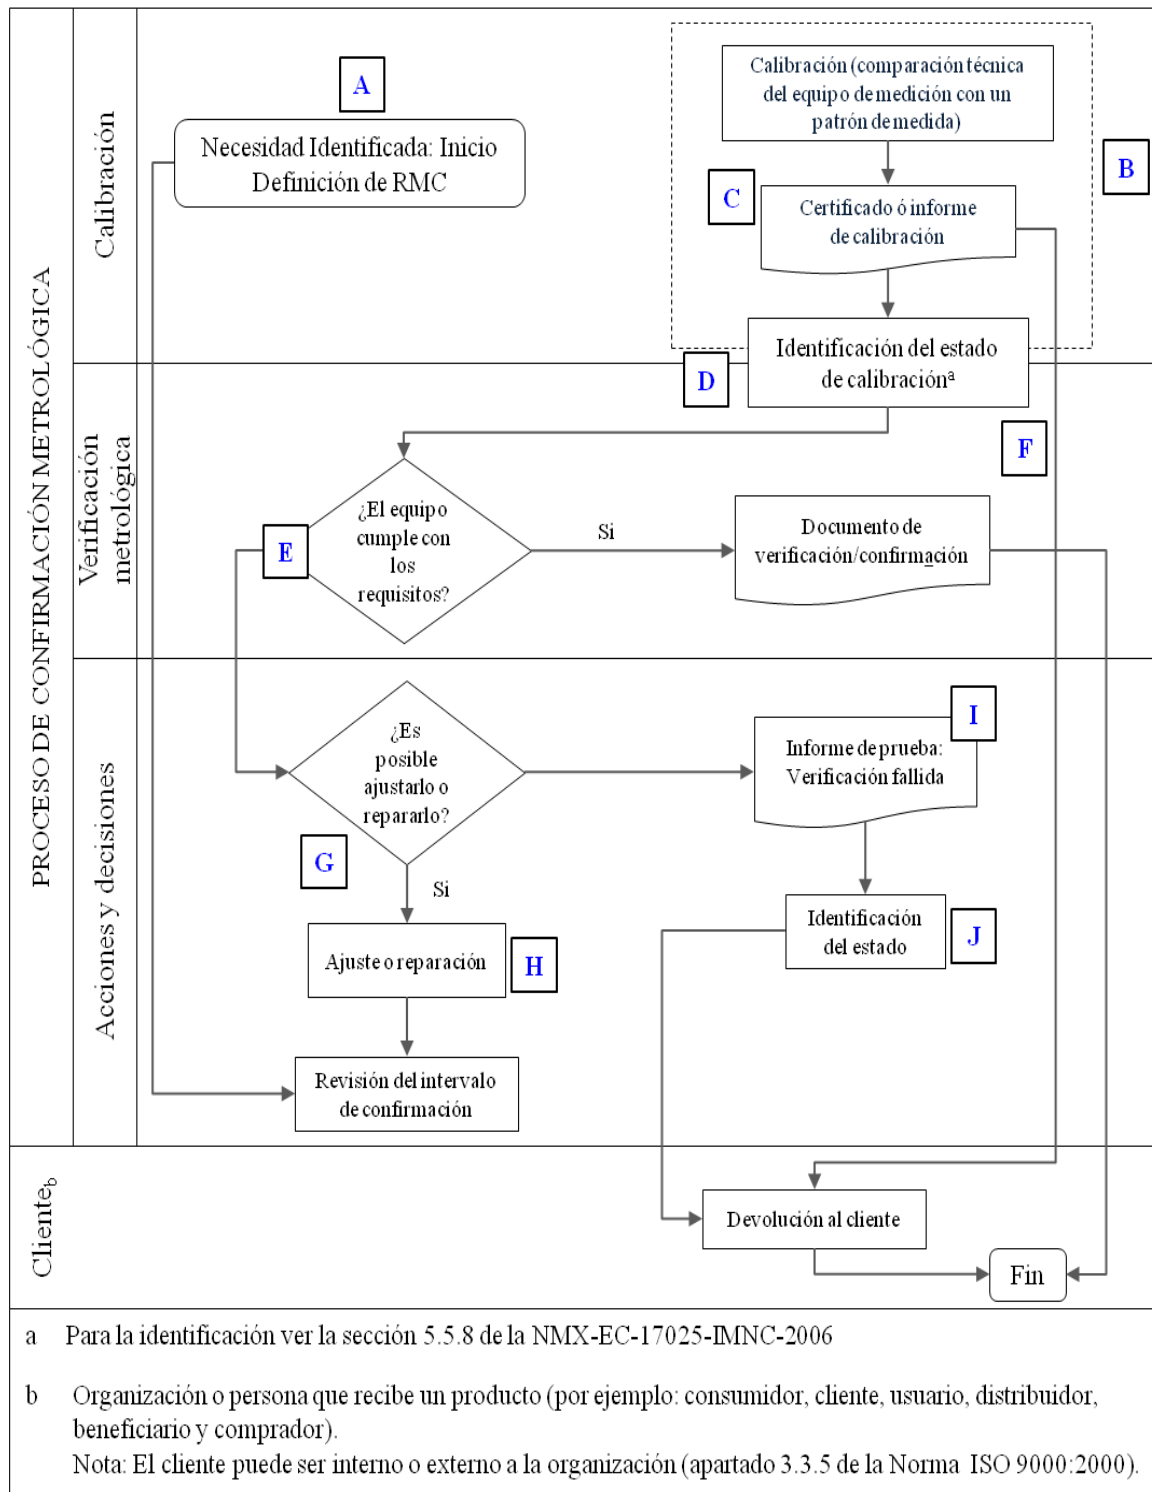 PROCESO DE CONFIRMACIÓN METROLÓGICA
Calibración
A
Necesidad Identificada: Inicio
Definición de RMC
Calibración (comparación técnica
del equipo de medición con un
patrón de medida)
B
C
Certificado ó informe
de calibración
Identificación del estado
de calibraciónª
D
Verificación
metrológica
F
¿El equipo
cumple con
los
requisitos?
E
Si
Documento de
verificación/confirmación
Acciones y decisiones
¿Es
posible
ajustarlo o
repararlo?
I
Informe de prueba:
Verificación fallida
G
Si
Identificación
del estado
J
Ajuste o reparación
H
Revisión del intervalo
de confirmación
Cliente b
Devolución al cliente
Fin
a Para la identificación ver la sección 5.5.8 de la NMX-EC-17025-IMNC-2006
b Organización o persona que recibe un producto (por ejemplo: consumidor, cliente, usuario, distribuidor,
beneficiario y comprador).
Nota: El cliente puede ser interno o externo a la organización (apartado 3.3.5 de la Norma ISO 9000:2000).